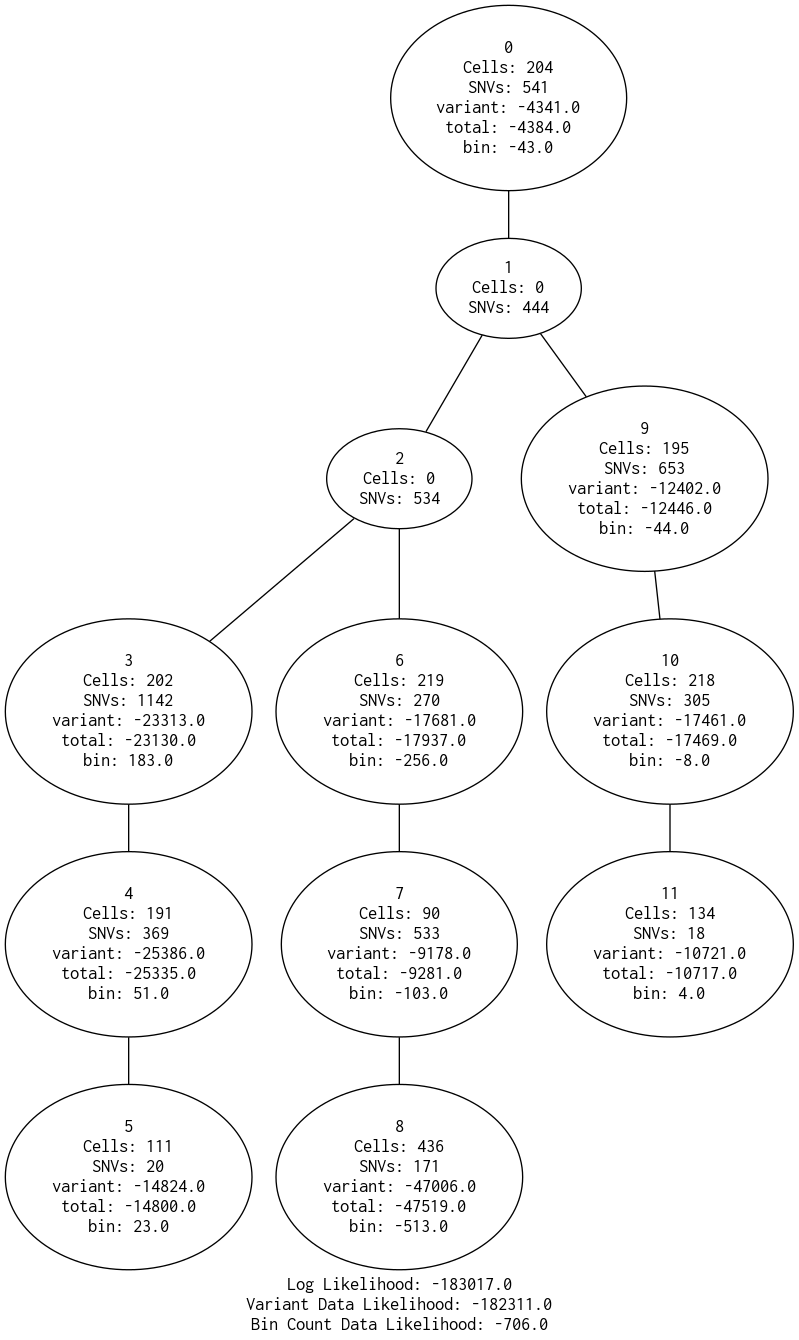 0
Cells: 204
SNVs: 541
variant: -4341.0
total: -4384.0
bin: -43.0
1
Cells: 0
SNVs: 444
2
Cells: 0
SNVs: 534
9
Cells: 195
SNVs: 653
variant: -12402.0
total: -12446.0
bin: -44.0
3
Cells: 202
SNVs: 1142
variant: -23313.0
total: -23130.0
bin: 183.0
6
Cells: 219
SNVs: 270
variant: -17681.0
total: -17937.0
bin: -256.0
10
Cells: 218
SNVs: 305
variant: -17461.0
total: -17469.0
bin: -8.0
4
Cells: 191
SNVs: 369
variant: -25386.0
total: -25335.0
bin: 51.0
7
Cells: 90
SNVs: 533
variant: -9178.0
total: -9281.0
bin: -103.0
11
Cells: 134
SNVs: 18
variant: -10721.0
total: -10717.0
bin: 4.0
5
Cells: 111
SNVs: 20
variant: -14824.0
total: -14800.0
bin: 23.0
8
Cells: 436
SNVs: 171
variant: -47006.0
total: -47519.0
bin: -513.0
Log Likelihood: -183017.0
Variant Data Likelihood: -182311.0
Bin Count Data Likelihood: -706.0